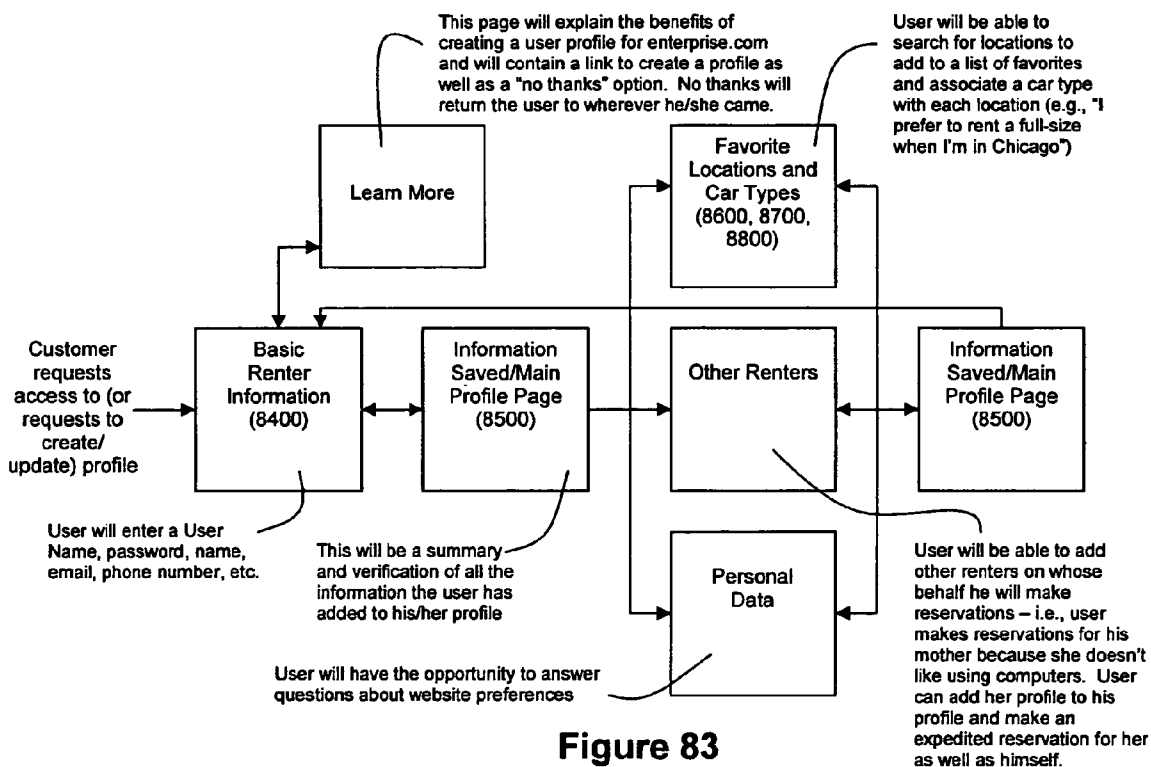 This page will explain the benefits of
creating a user profile for enterprise.com
and will contain a link to create a profile as
well as a "no thanks" option. No thanks will
return the user to wherever he/she came.
User will be able to
search for locations to
add to a list of favorites
and associate a car type
with each location (e.g., "I
prefer to rent a full-size
when I'm in Chicago")
Learn More
Favorite
Locations and
Car Types
(8600, 8700,
8800)
Customer
requests
access to (or
requests to
create/
update) profile
Basic
Renter
Information
(8400)
Information
Saved/Main
Profile Page
(8500)
Other Renters
Information
Saved/Main
Profile Page
(8500)
User will enter a User
Name, password, name,
email, phone number, etc.
This will be a summary
and verification of all the
information the user has
added to his/her profile
Personal
Data
User will have the opportunity to answer
questions about website preferences
User will be able to add
other renters on whose
behalf he will make
reservations – i.e., user
makes reservations for his
mother because she doesn't
like using computers. User
can add her profile to his
profile and make an
expedited reservation for her
as well as himself.
Figure 83